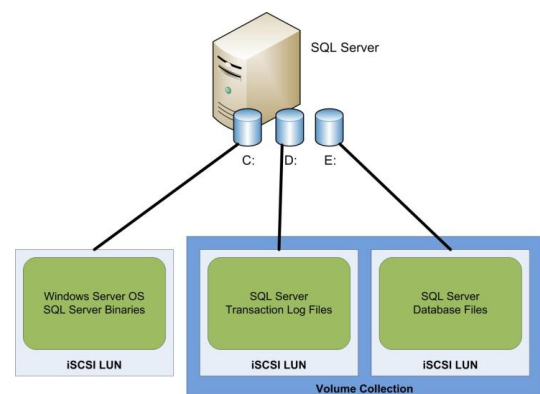 SQL Server
C:
D:
E:
Windows Server OS
SQL Server Binaries
iSCSI LUN
SQL Server
Transaction Log Files
iSCSI LUN
SQL Server
Database Files
iSCSI LUN
Volume Collection